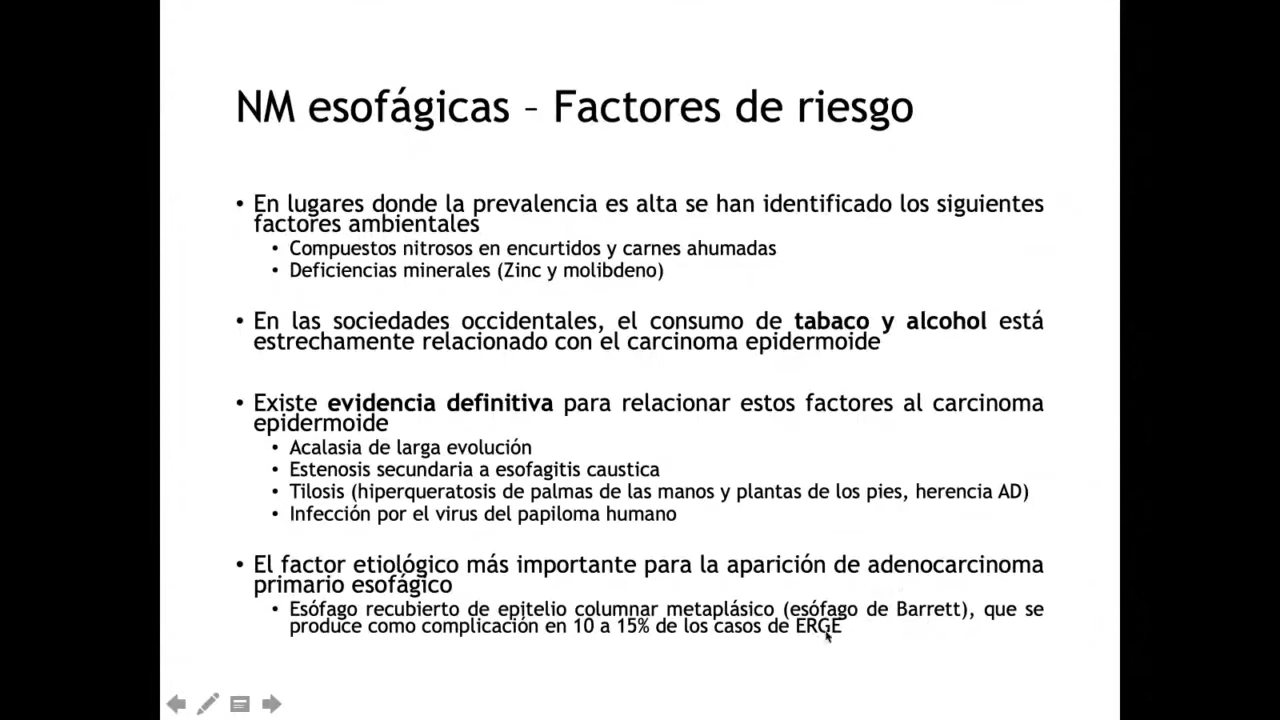 NM esofágicas – Factores de riesgo
• En lugares donde la prevalencia es alta se han identificado los siguientes
factores ambientales
• Compuestos nitrosos en encurtidos y carnes ahumadas
• Deficiencias minerales (Zinc y molibdeno)
• En las sociedades occidentales, el consumo de tabaco y alcohol está
estrechamente relacionado con el carcinoma epidermoide
• Existe evidencia definitiva para relacionar estos factores al carcinoma
epidermoide
• Acalasia de larga evolución
• Estenosis secundaria a esofagitis caustica
• Tilosis (hiperqueratosis de palmas de las manos y plantas de los pies, herencia AD)
• Infección por el virus del papiloma humano
• El factor etiológico más importante para la aparición de adenocarcinoma
primario esofágico
• Esófago recubierto de epitelio columnar metaplásico (esófago de Barrett), que se
produce como complicación en 10 a 15% de los casos de ERGE